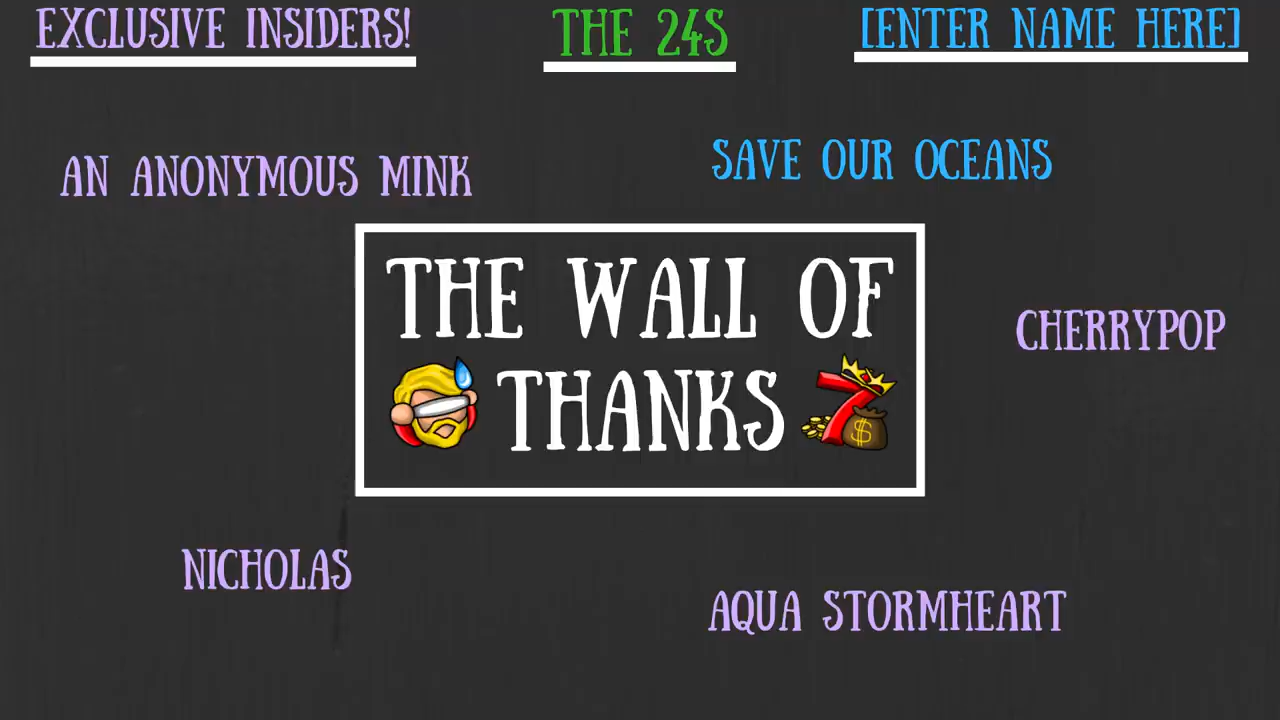 EXCLUSIVE INSIDERS!
THE 24S
[ENTER NAME HERE]
AN ANONYMOUS MINK
SAVE OUR OCEANS
THE WALL OF
THANKS
7
$
CHERRYPOP
NICHOLAS
AQUA STORMHEART